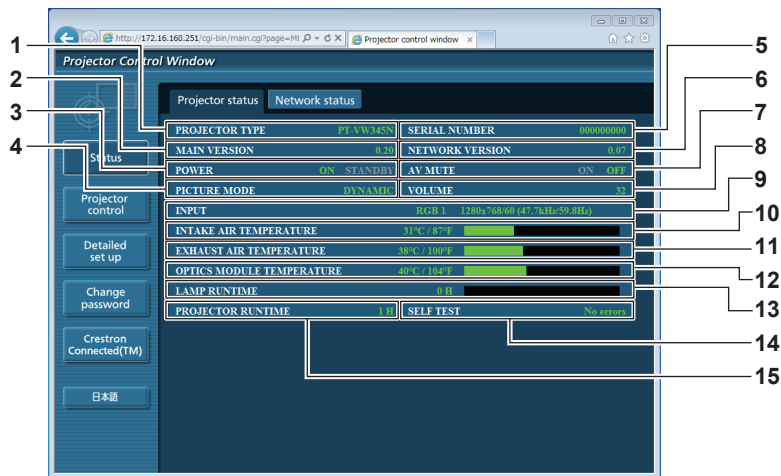 http://172.16.160.251/cgi-bin/main.cgi?page=ME
Projector control window
Projector Control Window
Projector status
Network status
1
2
3
4
5
6
7
8
9
10
11
12
13
14
15
Status
Projector control
Detailed set up
Change password
Crestron Connected(TM)
日本語
PROJECTOR TYPE PT-VW345N SERIAL NUMBER 000000000
MAIN VERSION 0.20 NETWORK VERSION 0.07
POWER ON STANDBY AV MUTE ON OFF
PICTURE MODE DYNAMIC VOLUME 32
INPUT RGB 1 1280x768/60 (47.7kHz/59.8Hz)
INTAKE AIR TEMPERATURE 31°C / 87°F
EXHAUST AIR TEMPERATURE 38°C / 100°F
OPTICS MODULE TEMPERATURE 40°C / 104°F
LAMP RUNTIME 0 H
PROJECTOR RUNTIME 1 H SELF TEST No errors